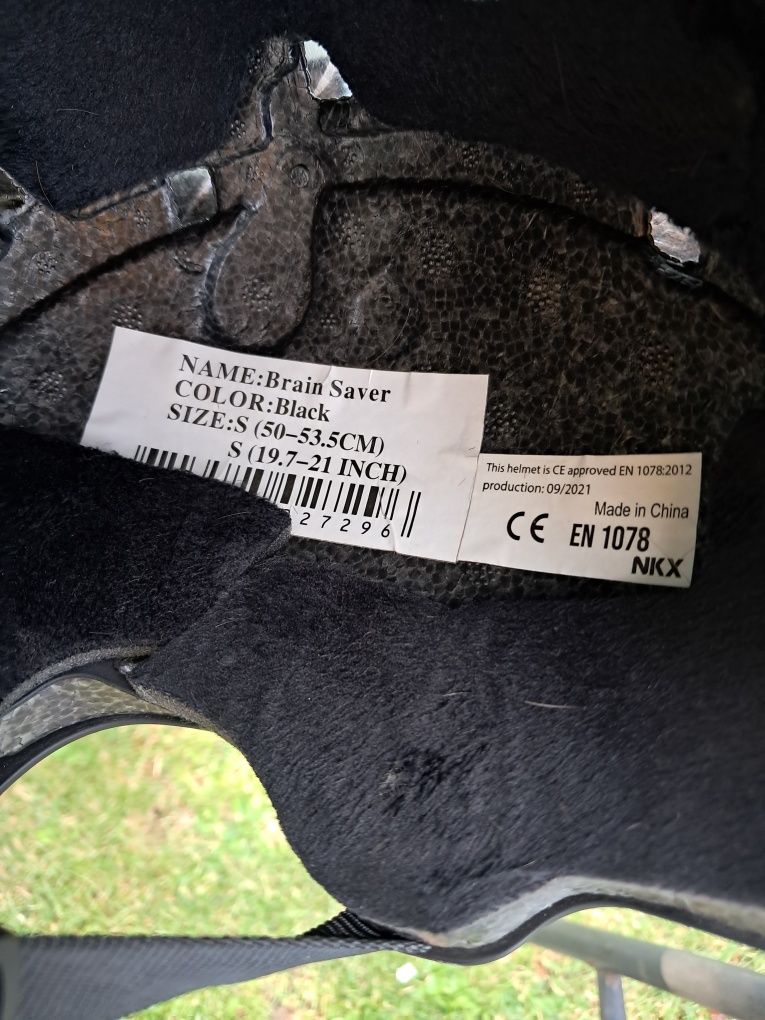 NAME:Brain Saver
COLOR:Black
SIZE:S (50-53.5CM)
S (19.7-21 INCH)
27296
This helmet is CE approved EN 1078:2012
production: 09/2021
Made in China
CE EN 1078
NKX